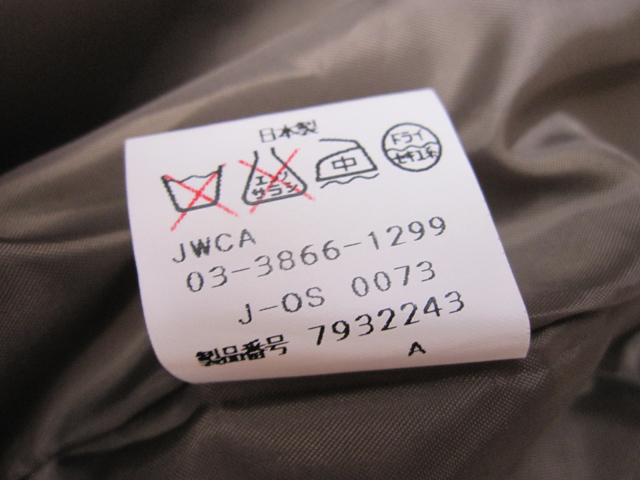 日本製
エンソ
サラシ
中
ドライ
セキユ系
JWCA
03-3866-1299
J-OS 0073
製品番号 7932243
A